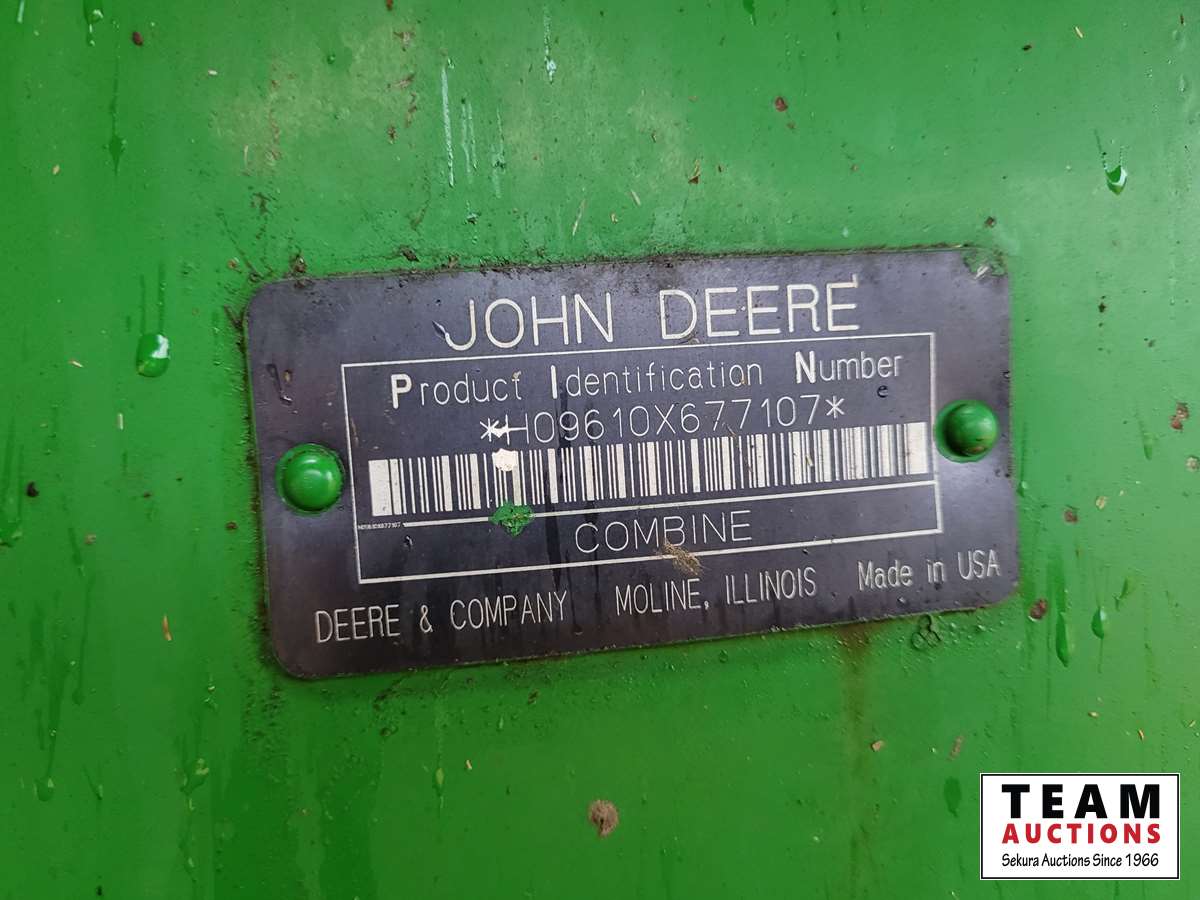 JOHN DEERE
Product Identification Number
*H09610X677107*
H09610X677107
COMBINE
DEERE & COMPANY MOLINE, ILLINOIS Made in USA
TEAM
AUCTIONS
Sekura Auctions Since 1966